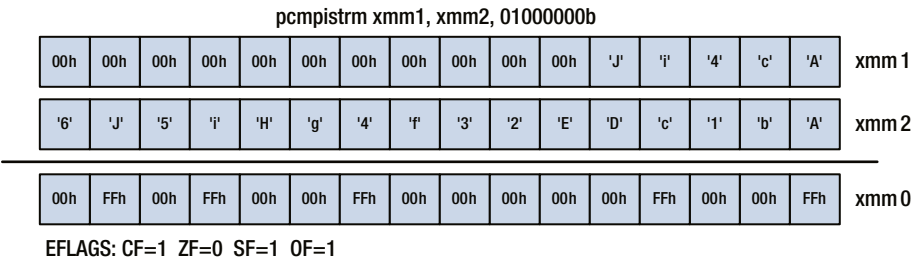 pcmpistrm xmm1, xmm2, 01000000b
00h 00h 00h 00h 00h 00h 00h 00h 00h 00h 00h 'J' 'i' '4' 'c' 'A' xmm1
'6' 'J' '5' 'i' 'H' 'g' '4' 'f' '3' '2' 'E' 'D' 'c' '1' 'b' 'A' xmm2
00h FFh 00h FFh 00h 00h FFh 00h 00h 00h 00h 00h FFh 00h 00h FFh xmm0
EFLAGS: CF=1 ZF=0 SF=1 OF=1